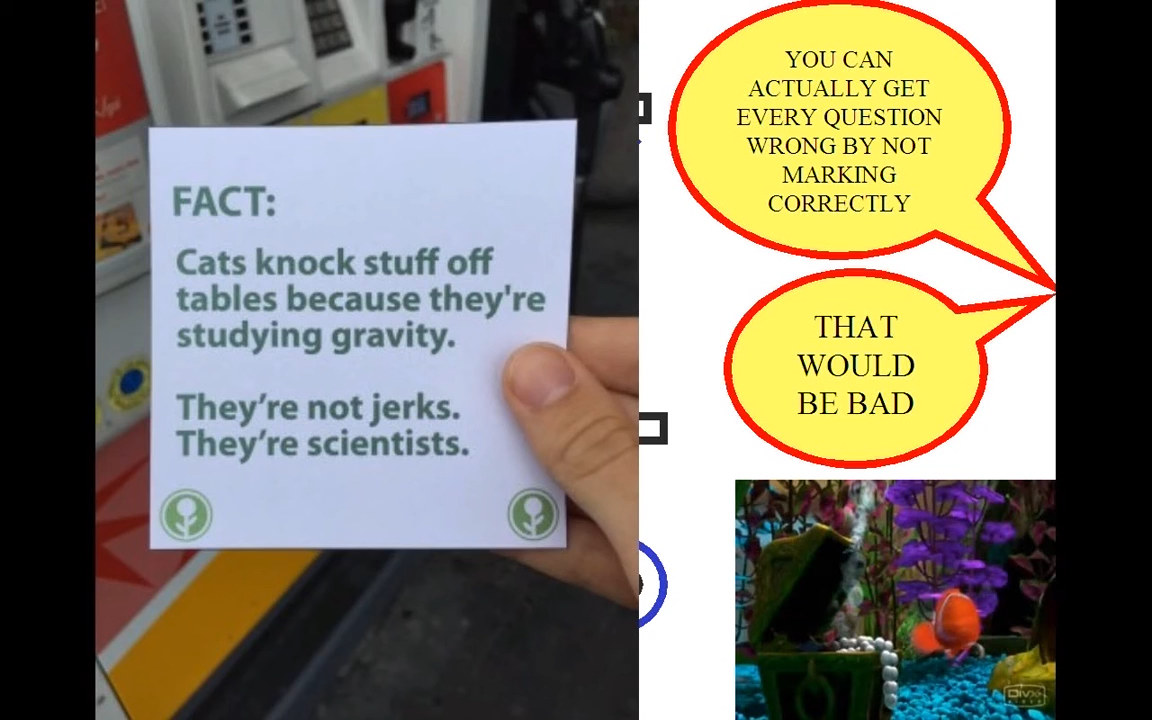 FACT:
Cats knock stuff off
tables because they're
studying gravity.
They're not jerks.
They're scientists.
YOU CAN
ACTUALLY GET
EVERY QUESTION
WRONG BY NOT
MARKING
CORRECTLY
THAT
WOULD
BE BAD
DivX